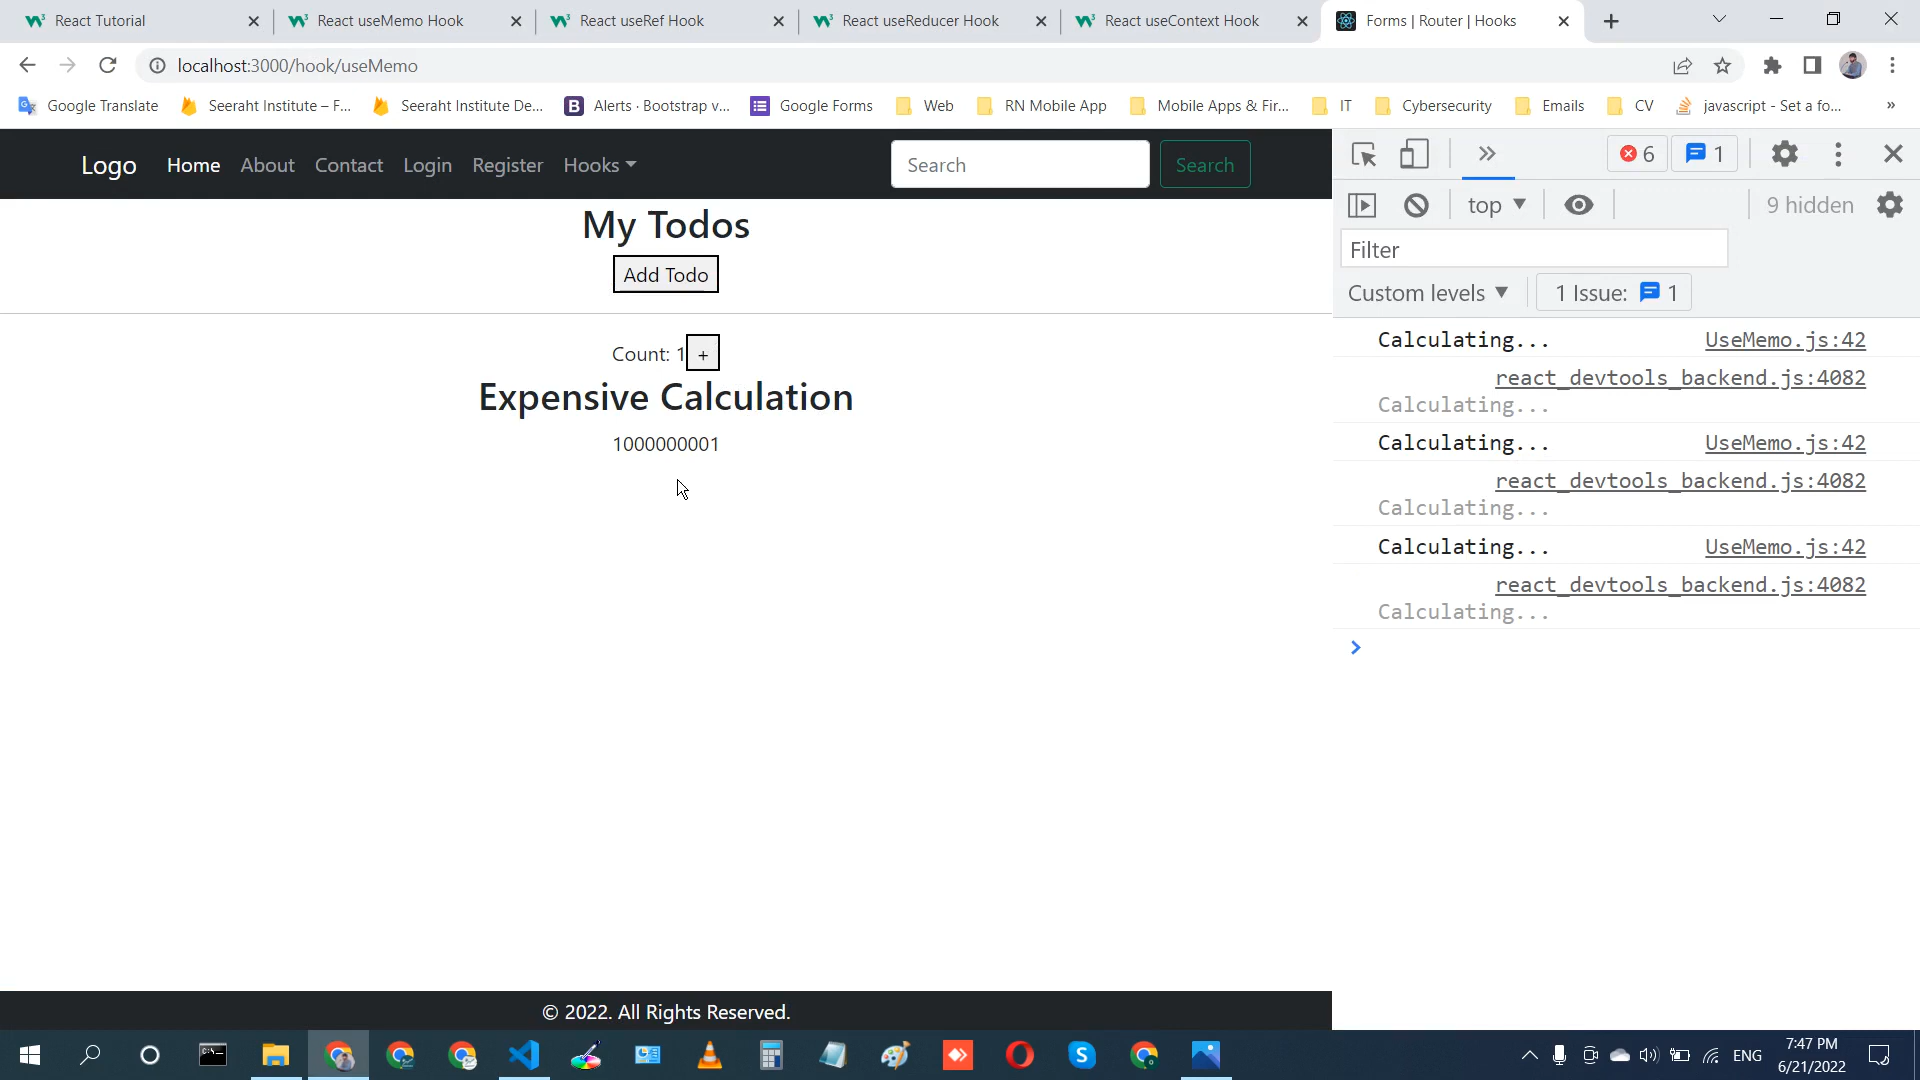 React Tutorial
React useMemo Hook
React useRef Hook
React useReducer Hook
React useContext Hook
Forms | Router | Hooks
localhost:3000/hook/useMemo
Google Translate
Seeraht Institute – F...
Seeraht Institute De...
Alerts · Bootstrap v...
Google Forms
Web
RN Mobile App
Mobile Apps & Fir...
IT
Cybersecurity
Emails
CV
javascript - Set a fo...
»
Logo Home About Contact Login Register Hooks
Search
Search
6
1
My Todos
Add Todo
Count: 1 +
Expensive Calculation
1000000001
top
9 hidden
Filter
Custom levels
1 Issue: 1
Calculating... UseMemo.js:42
react_devtools_backend.js:4082
Calculating...
Calculating... UseMemo.js:42
react_devtools_backend.js:4082
Calculating...
Calculating... UseMemo.js:42
react_devtools_backend.js:4082
Calculating...
© 2022. All Rights Reserved.
ENG
7:47 PM
6/21/2022